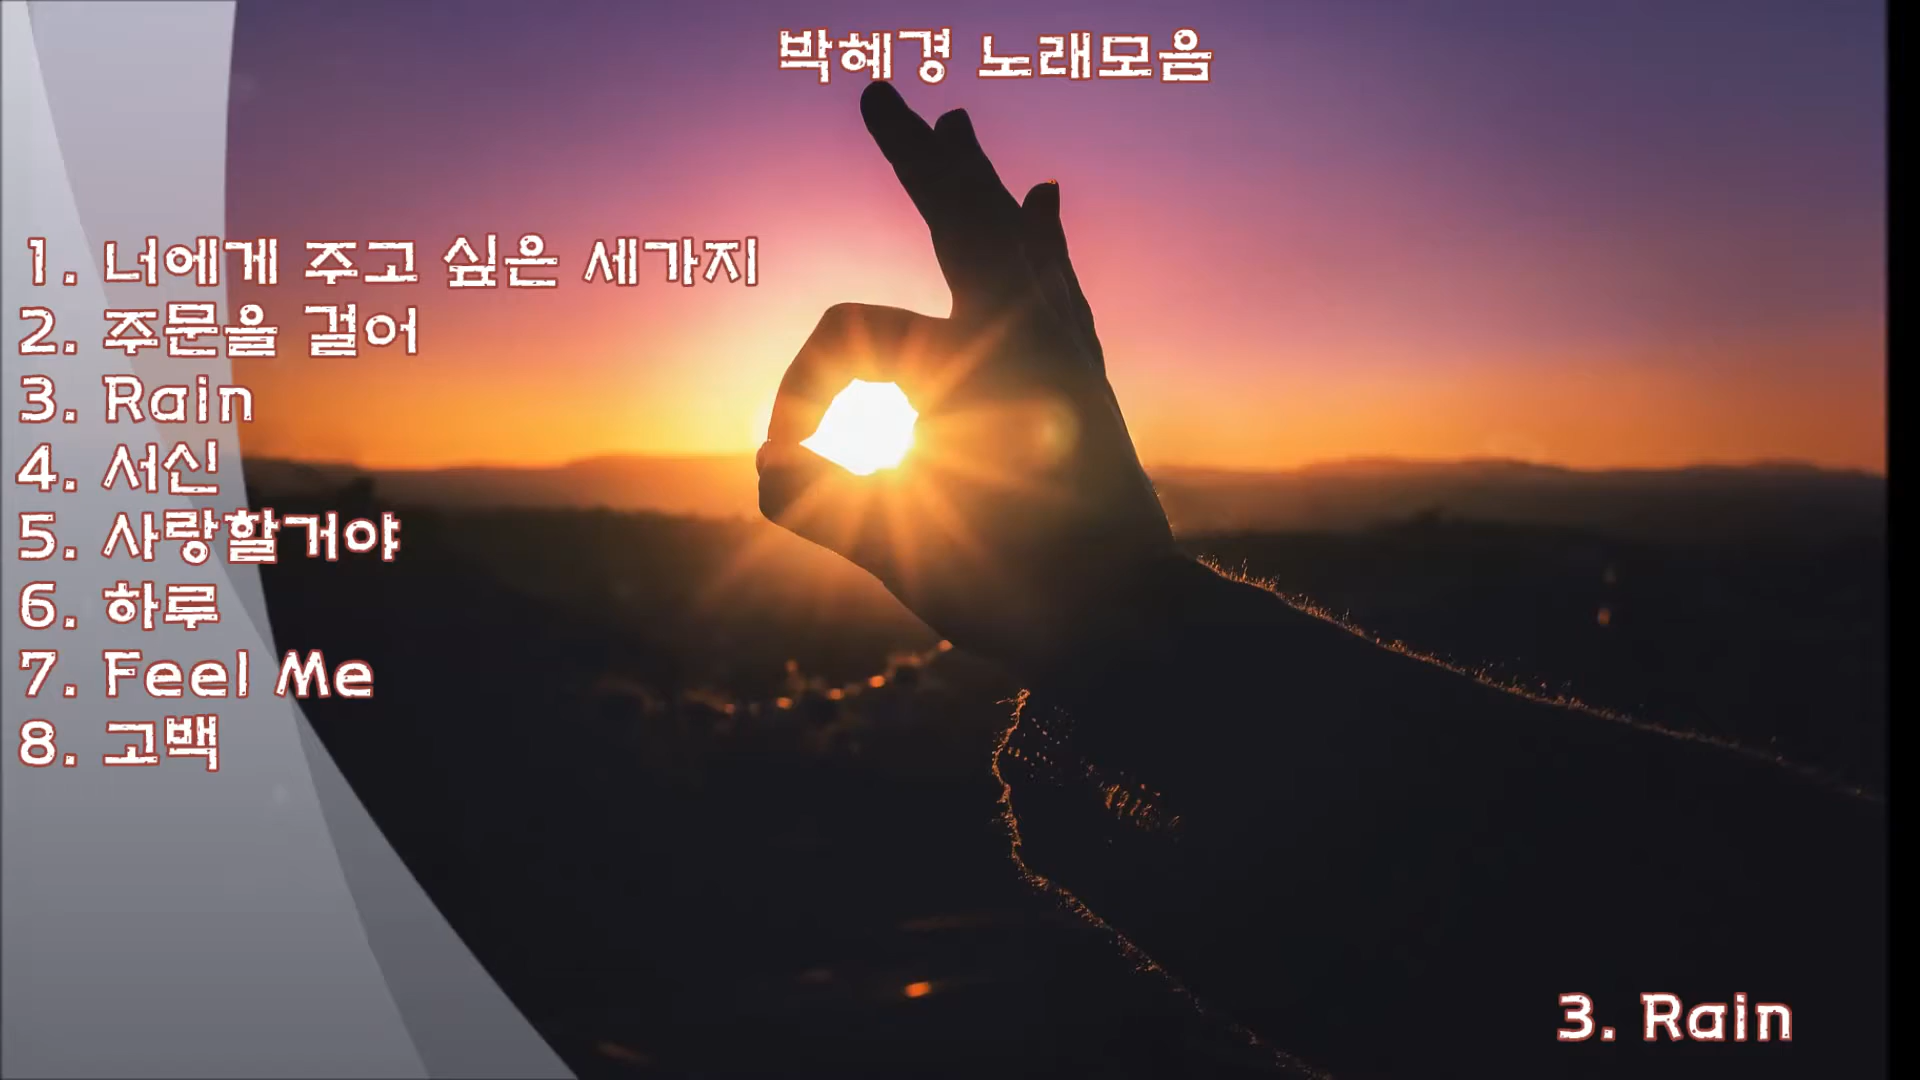 박혜경 노래모음
1. 너에게 주고 싶은 세가지
2. 주문을 걸어
3. Rain
4. 서신
5. 사랑할거야
6. 하루
7. Feel Me
8. 고백
3. Rain